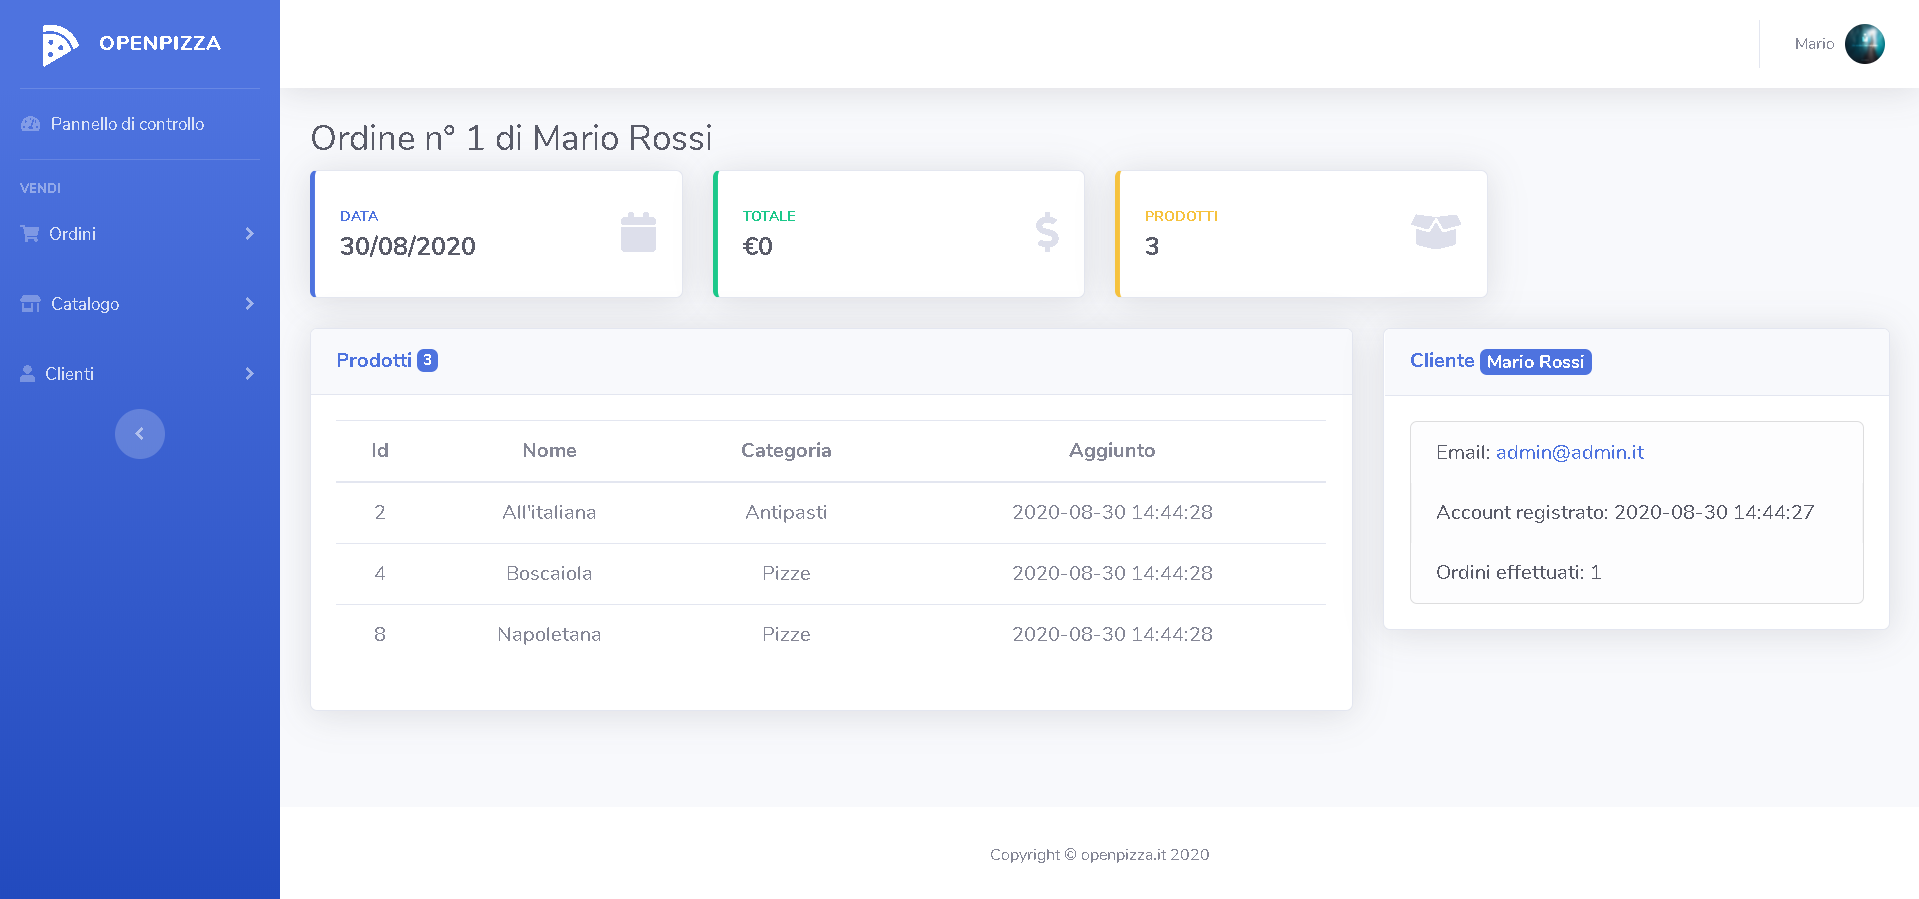 OPENPIZZA
Mario
Pannello di controllo
VENDI
Ordini
Catalogo
Clienti
Ordine n° 1 di Mario Rossi
DATA
30/08/2020
TOTALE
€0
PRODOTTI
3
Prodotti 3
Id Nome Categoria Aggiunto
2 All'italiana Antipasti 2020-08-30 14:44:28
4 Boscaiola Pizze 2020-08-30 14:44:28
8 Napoletana Pizze 2020-08-30 14:44:28
Cliente Mario Rossi
Email: admin@admin.it
Account registrato: 2020-08-30 14:44:27
Ordini effettuati: 1
Copyright © openpizza.it 2020